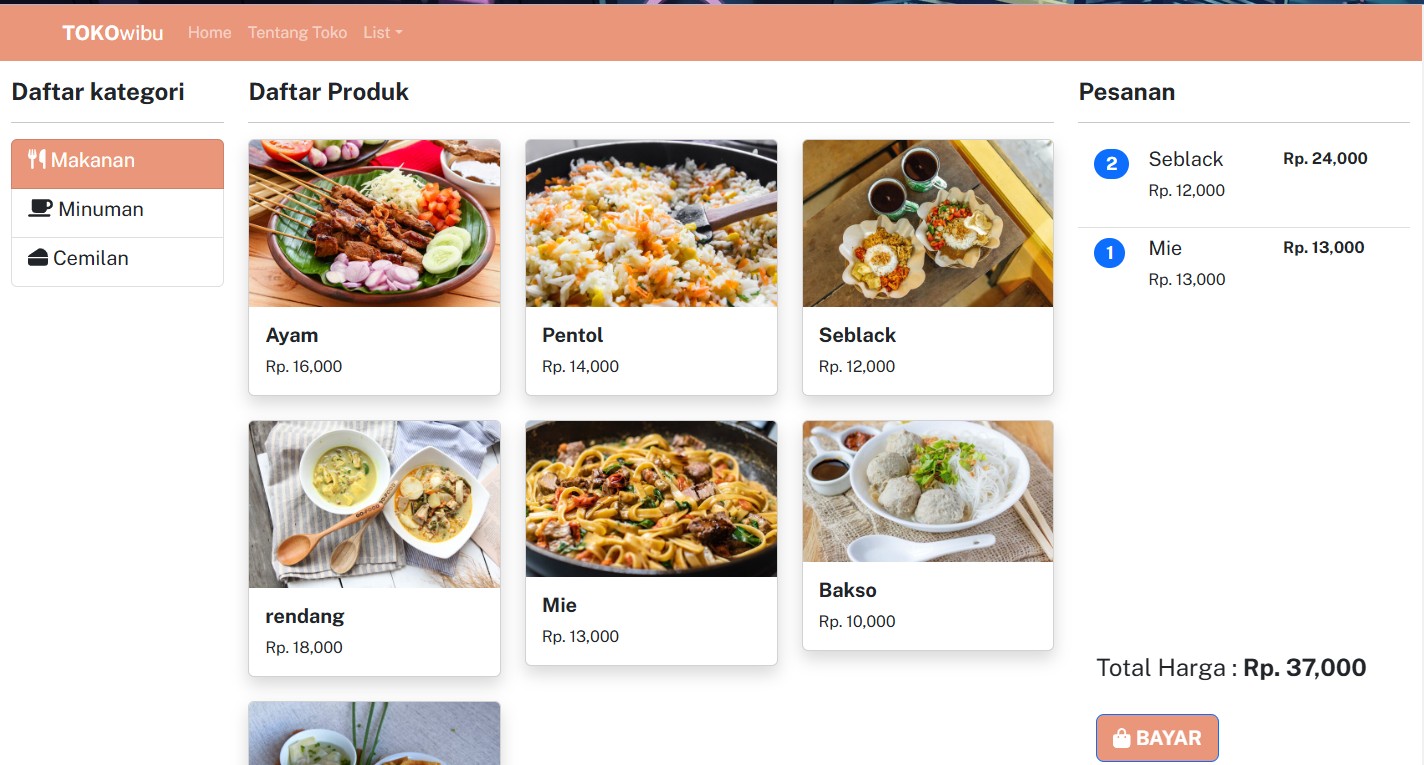 TOKOwibu Home Tentang Toko List
Daftar kategori
Makanan
Minuman
Cemilan
Daftar Produk
Ayam
Rp. 16,000
Pentol
Rp. 14,000
Seblack
Rp. 12,000
rendang
Rp. 18,000
Mie
Rp. 13,000
Bakso
Rp. 10,000
Pesanan
2 Seblack Rp. 24,000
Rp. 12,000
1 Mie Rp. 13,000
Rp. 13,000
Total Harga : Rp. 37,000
BAYAR